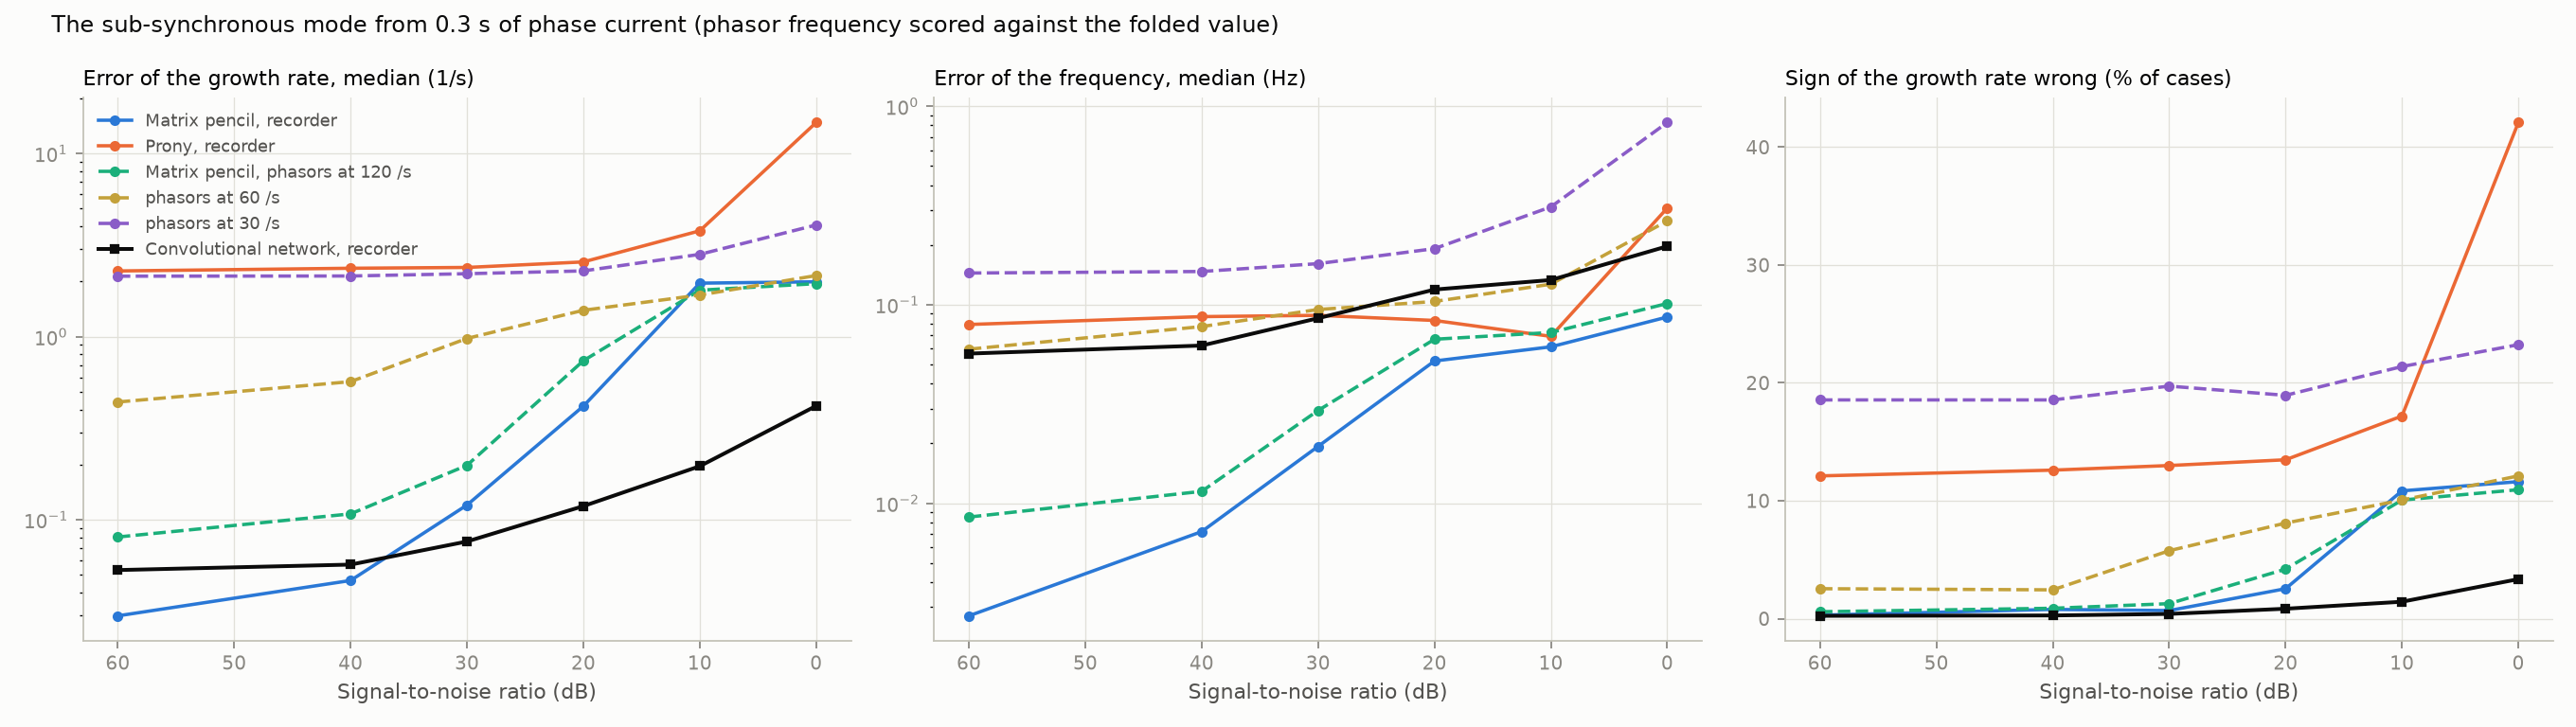 The sub-synchronous mode from 0.3 s of phase current (phasor frequency scored against the folded value)
Error of the growth rate, median (1/s)
10¹
10⁰
10⁻¹
Matrix pencil, recorder
Prony, recorder
Matrix pencil, phasors at 120 /s
phasors at 60 /s
phasors at 30 /s
Convolutional network, recorder
60 50 40 30 20 10 0
Signal-to-noise ratio (dB)
Error of the frequency, median (Hz)
10⁰
10⁻¹
10⁻²
60 50 40 30 20 10 0
Signal-to-noise ratio (dB)
Sign of the growth rate wrong (% of cases)
40
30
20
10
0
60 50 40 30 20 10 0
Signal-to-noise ratio (dB)